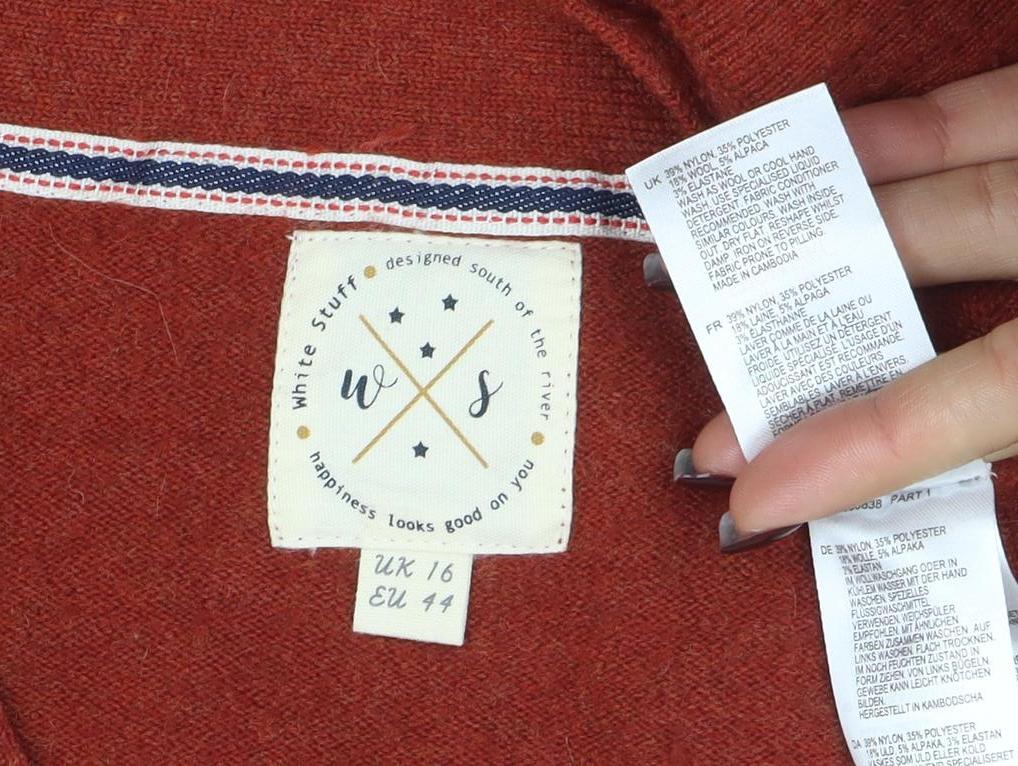 White Stuff
designed south of the river
W S
happiness looks good on you
UK 16
EU 44
UK 39% NYLON, 35% POLYESTER
18% WOOL, 5% ALPACA
3% ELASTANE
WASH AS WOOL OR COOL HAND
WASH. USE SPECIALISED LIQUID
DETERGENT. FABRIC CONDITIONER
RECOMMENDED. WASH WITH
SIMILAR COLOURS. WASH INSIDE
OUT. DRY FLAT. RESHAPE WHILST
DAMP. IRON ON REVERSE SIDE.
FABRIC PRONE TO PILLING.
MADE IN CAMBODIA
FR 39% NYLON, 35% POLYESTER
18% LAINE, 5% ALPAGA
3% ÉLASTHANNE
LAVER COMME DE LA LAINE OU
LAVER À LA MAIN ET À L'EAU
FROIDE. UTILISEZ UN DÉTERGENT
LIQUIDE SPÉCIALISÉ. L'USAGE D'UN
ADOUCISSANT EST RECOMMANDÉ.
LAVER AVEC DES COULEURS
SEMBLABLES. LAVER À L'ENVERS.
SÉCHER À PLAT. REMETTRE EN
PART 1
DE 39% NYLON, 35% POLYESTER
18% WOLLE, 5% ALPAKA
3% ELASTAN
IM WOLLWASCHGANG ODER IN
KÜHLEM WASSER MIT DER HAND
WASCHEN. SPEZIELLES
FLÜSSIGWASCHMITTEL
VERWENDEN. WEICHSPÜLER
EMPFOHLEN. MIT ÄHNLICHEN
FARBEN ZUSAMMEN WASCHEN. AUF
LINKS WASCHEN. FLACH TROCKNEN.
IM NOCH FEUCHTEN ZUSTAND IN
FORM ZIEHEN. VON LINKS BÜGELN.
GEWEBE KANN LEICHT KNÖTCHEN
BILDEN.
HERGESTELLT IN KAMBODSCHA
DA 39% NYLON, 35% POLYESTER
18% ULD, 5% ALPACA, 3% ELASTAN
VASKES SOM ULD ELLER KOLD